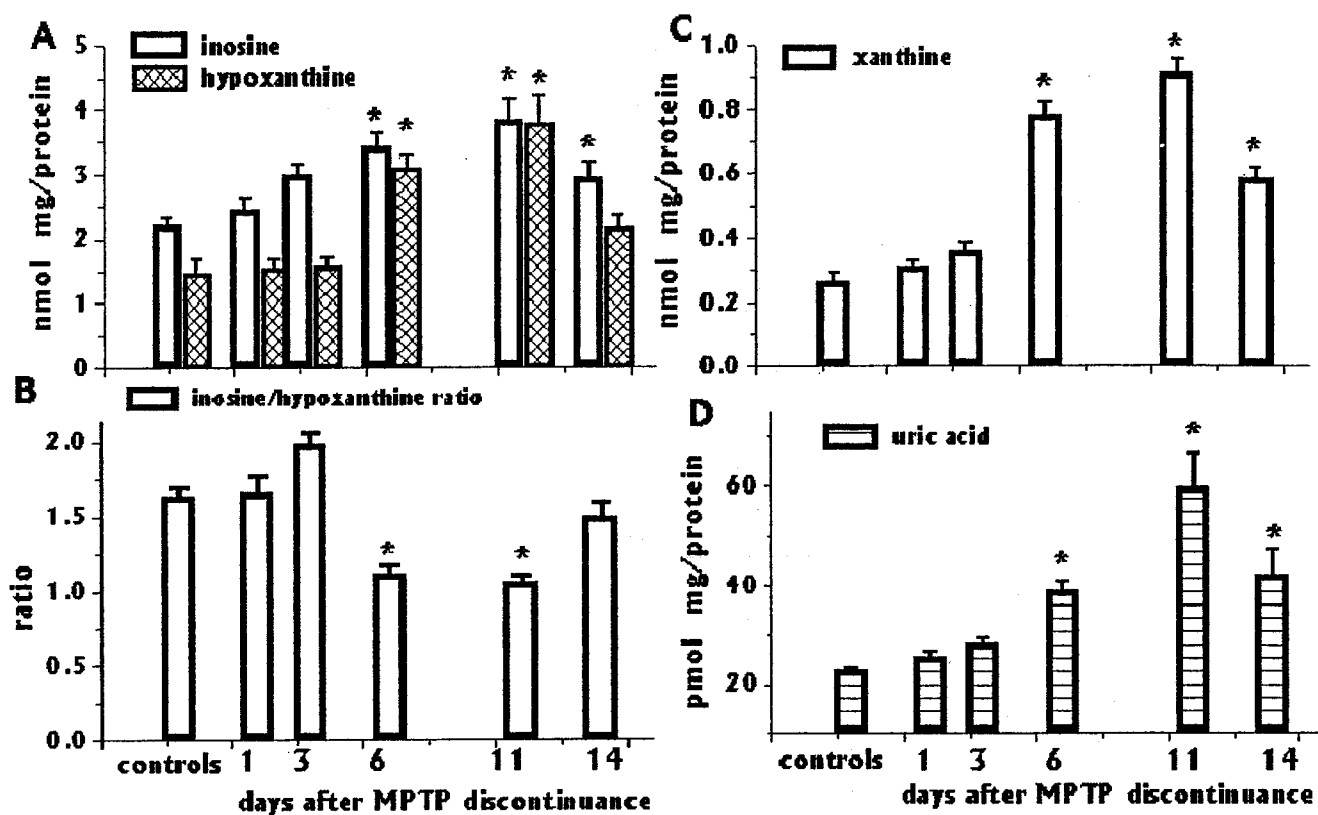 A
inosine
hypoxanthine
nmol mg/protein
5
4
3
2
1
0
* * * * *
B
inosine/hypoxanthine ratio
ratio
2.0
1.5
1.0
0.5
0.0
* *
controls 1 3 6 11 14
days after MPTP discontinuance
C
xanthine
nmol mg/protein
1.0
0.8
0.6
0.4
0.2
0.0
* * *
D
uric acid
pmol mg/protein
60
40
20
* * *
controls 1 3 6 11 14
days after MPTP discontinuance